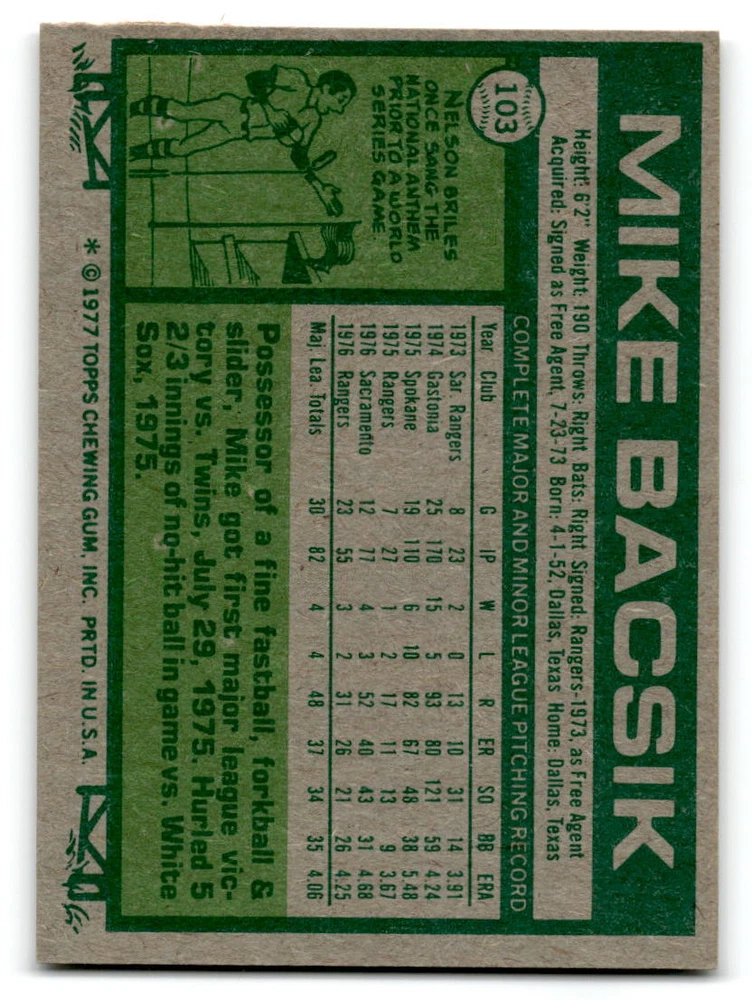 103
MIKE BACSIK
Height: 6'2" Weight: 190 Throws: Right Bats: Right Signed: Rangers-1973, as Free Agent
Acquired: Signed as Free Agent, 7-23-73 Born: 4-1-52, Dallas, Texas Home: Dallas, Texas
COMPLETE MAJOR AND MINOR LEAGUE PITCHING RECORD
Year Club G IP W L R ER SO BB ERA
1973 Sar. Rangers 8 23 2 0 13 10 31 14 3.91
1974 Gastonia 25 170 15 5 93 80 121 59 4.24
1975 Spokane 19 110 6 10 82 67 48 38 5.48
1975 Rangers 7 27 1 2 17 11 13 9 3.67
1976 Sacramento 12 77 4 3 52 40 43 31 4.68
1976 Rangers 23 55 3 2 31 26 21 26 4.25
Maj. Lea. Totals 30 82 4 4 48 37 34 35 4.06
NELSON BRILES
ONCE SANG THE
NATIONAL ANTHEM
PRIOR TO A WORLD
SERIES GAME.
Possessor of a fine fastball, forkball &
slider, Mike got first major league vic-
tory vs. Twins, July 29, 1975. Hurled 5
2/3 innings of no-hit ball in game vs. White
Sox, 1975.
* © 1977 TOPPS CHEWING GUM, INC. PRTD. IN U.S.A.